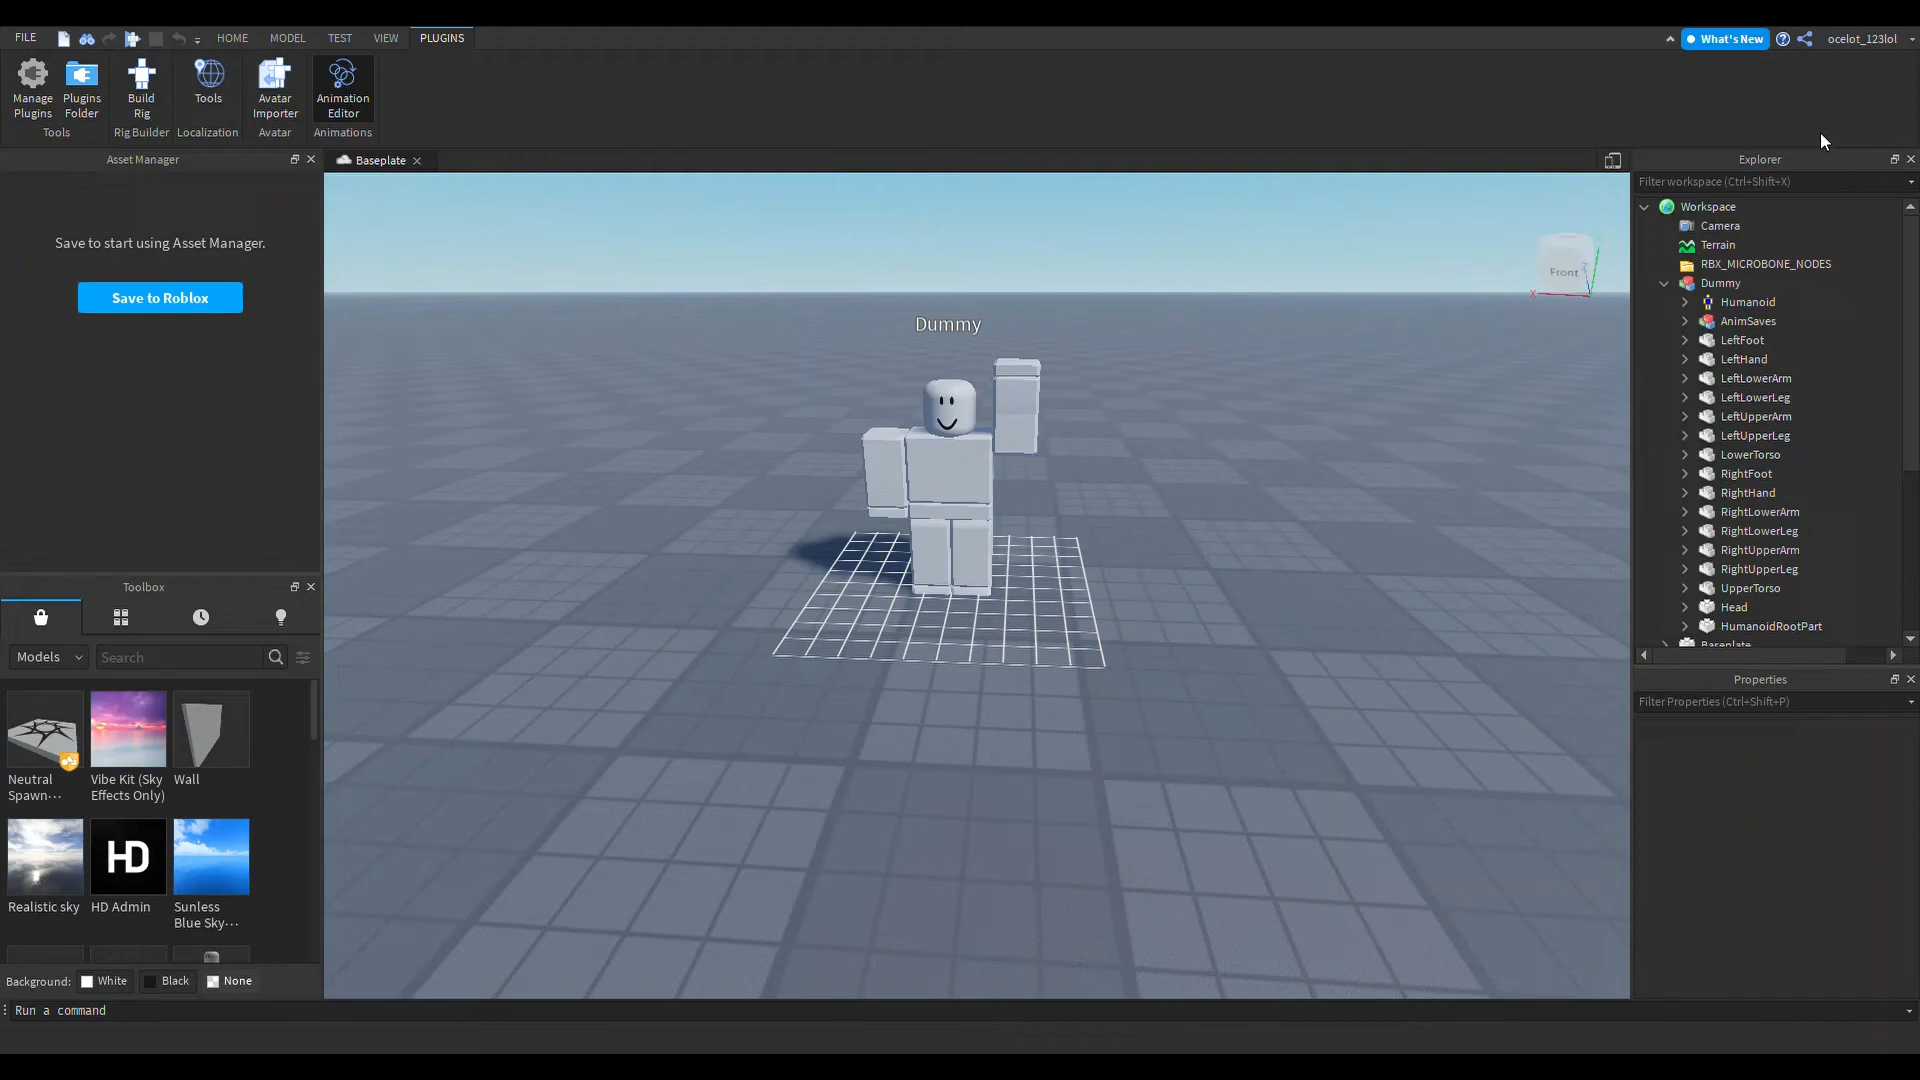 FILE
HOME
MODEL
TEST
VIEW
PLUGINS
What's New
ocelot_123lol
Manage
Plugins
Plugins
Folder
Tools
Build
Rig
Rig Builder
Tools
Localization
Avatar
Importer
Avatar
Animation
Editor
Animations
Asset Manager
Save to start using Asset Manager.
Save to Roblox
Toolbox
Models
Search
Neutral
Spawn···
Vibe Kit (Sky
Effects Only)
Wall
Realistic sky
HD
HD Admin
Sunless
Blue Sky···
Background:
White
Black
None
Run a command
Baseplate
Front
X
Dummy
Explorer
Filter workspace (Ctrl+Shift+X)
Workspace
Camera
Terrain
RBX_MICROBONE_NODES
Dummy
Humanoid
AnimSaves
LeftFoot
LeftHand
LeftLowerArm
LeftLowerLeg
LeftUpperArm
LeftUpperLeg
LowerTorso
RightFoot
RightHand
RightLowerArm
RightLowerLeg
RightUpperArm
RightUpperLeg
UpperTorso
Head
HumanoidRootPart
Baseplate
Properties
Filter Properties (Ctrl+Shift+P)